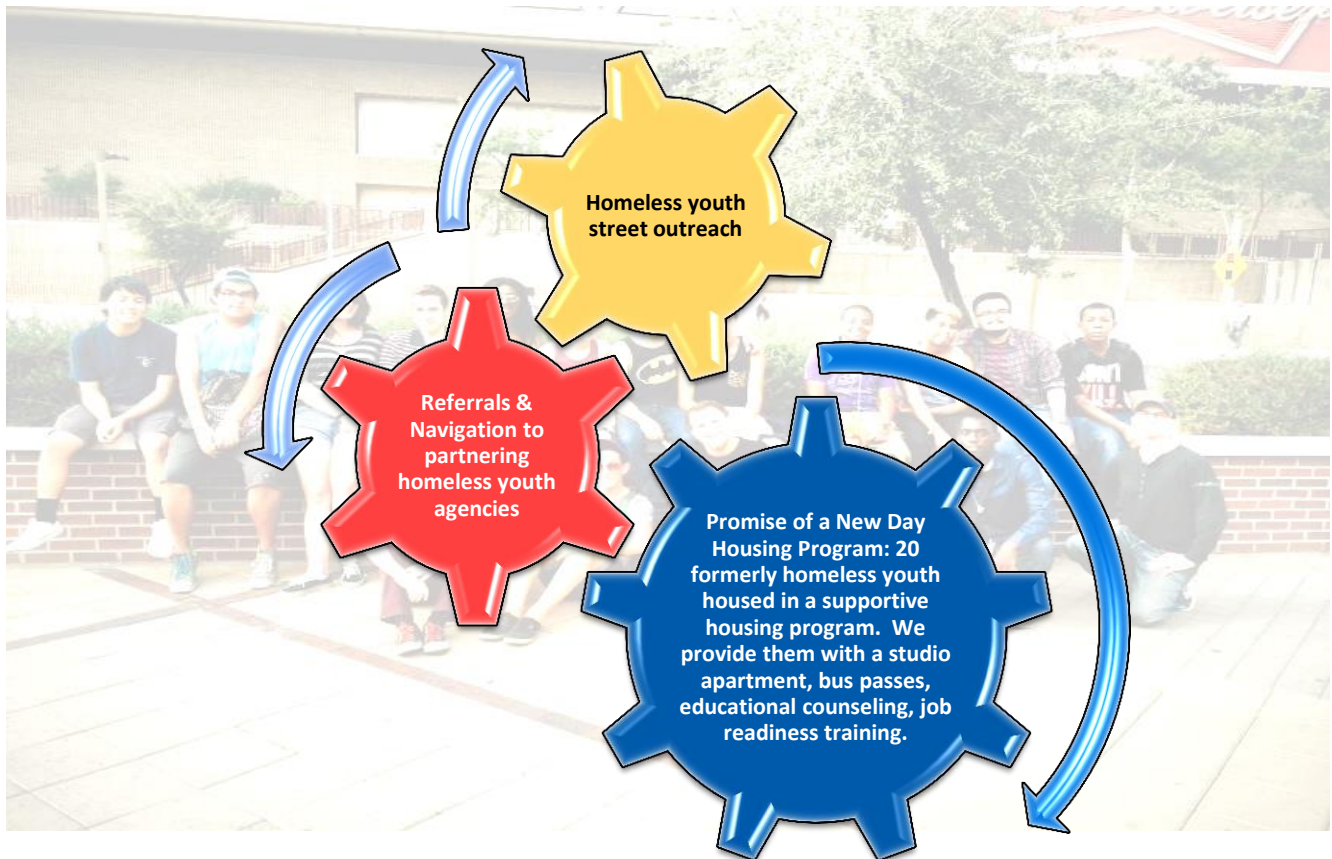 Homeless youth
street outreach
Referrals &
Navigation to
partnering
homeless youth
agencies
Promise of a New Day
Housing Program: 20
formerly homeless youth
housed in a supportive
housing program.  We
provide them with a studio
apartment, bus passes,
educational counseling, job
readiness training.